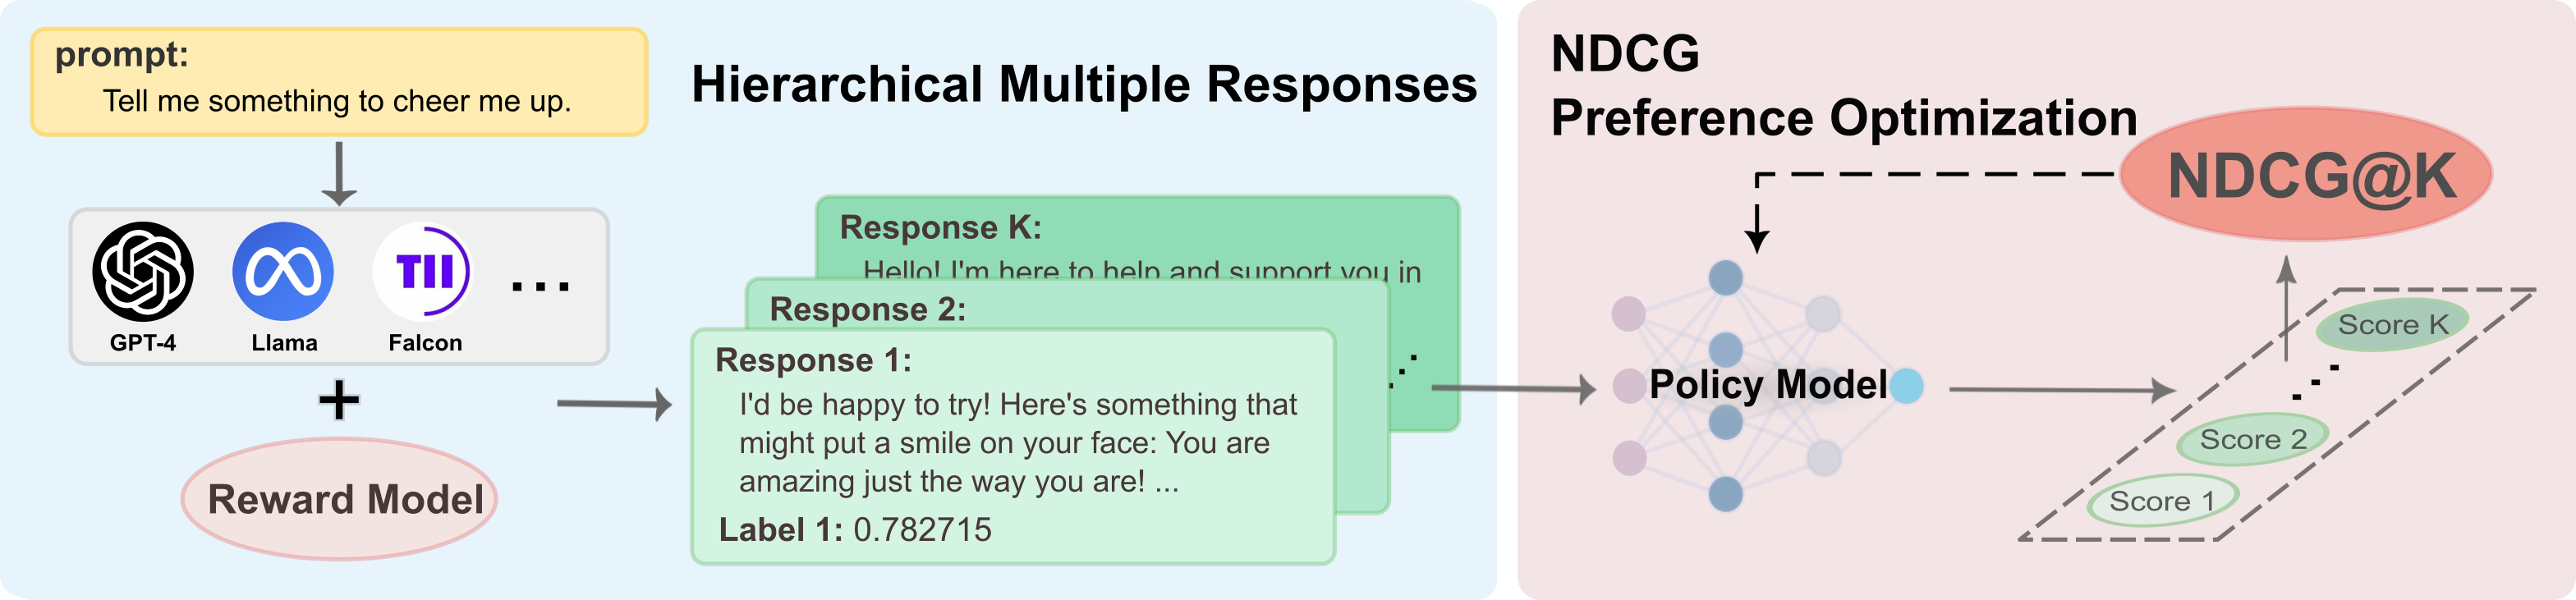 prompt:
Tell me something to cheer me up.
Hierarchical Multiple Responses
TII
GPT-4
Llama
Falcon
...
+
Reward Model
Response K:
Hello! I'm here to help and support you in
Response 2:
Response 1:
I'd be happy to try! Here's something that
might put a smile on your face: You are
amazing just the way you are! ...
Label 1: 0.782715
NDCG
Preference Optimization
NDCG@K
Policy Model
Score K
Score 2
Score 1